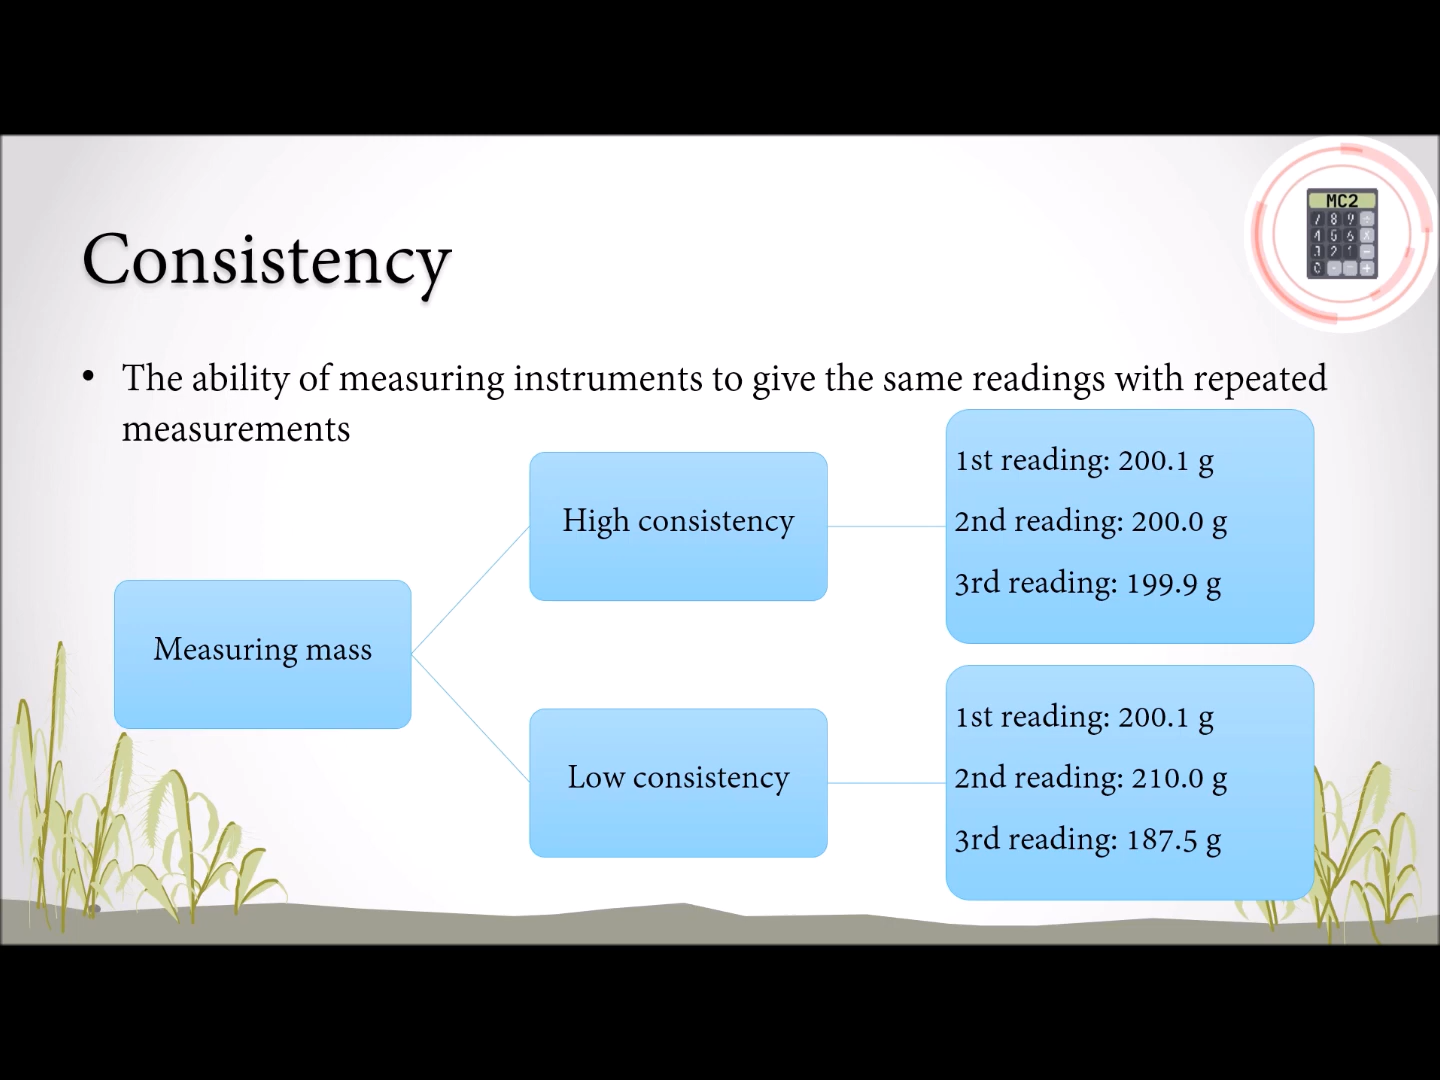 MC2
Consistency
• The ability of measuring instruments to give the same readings with repeated
measurements
Measuring mass
High consistency
1st reading: 200.1 g
2nd reading: 200.0 g
3rd reading: 199.9 g
Low consistency
1st reading: 200.1 g
2nd reading: 210.0 g
3rd reading: 187.5 g